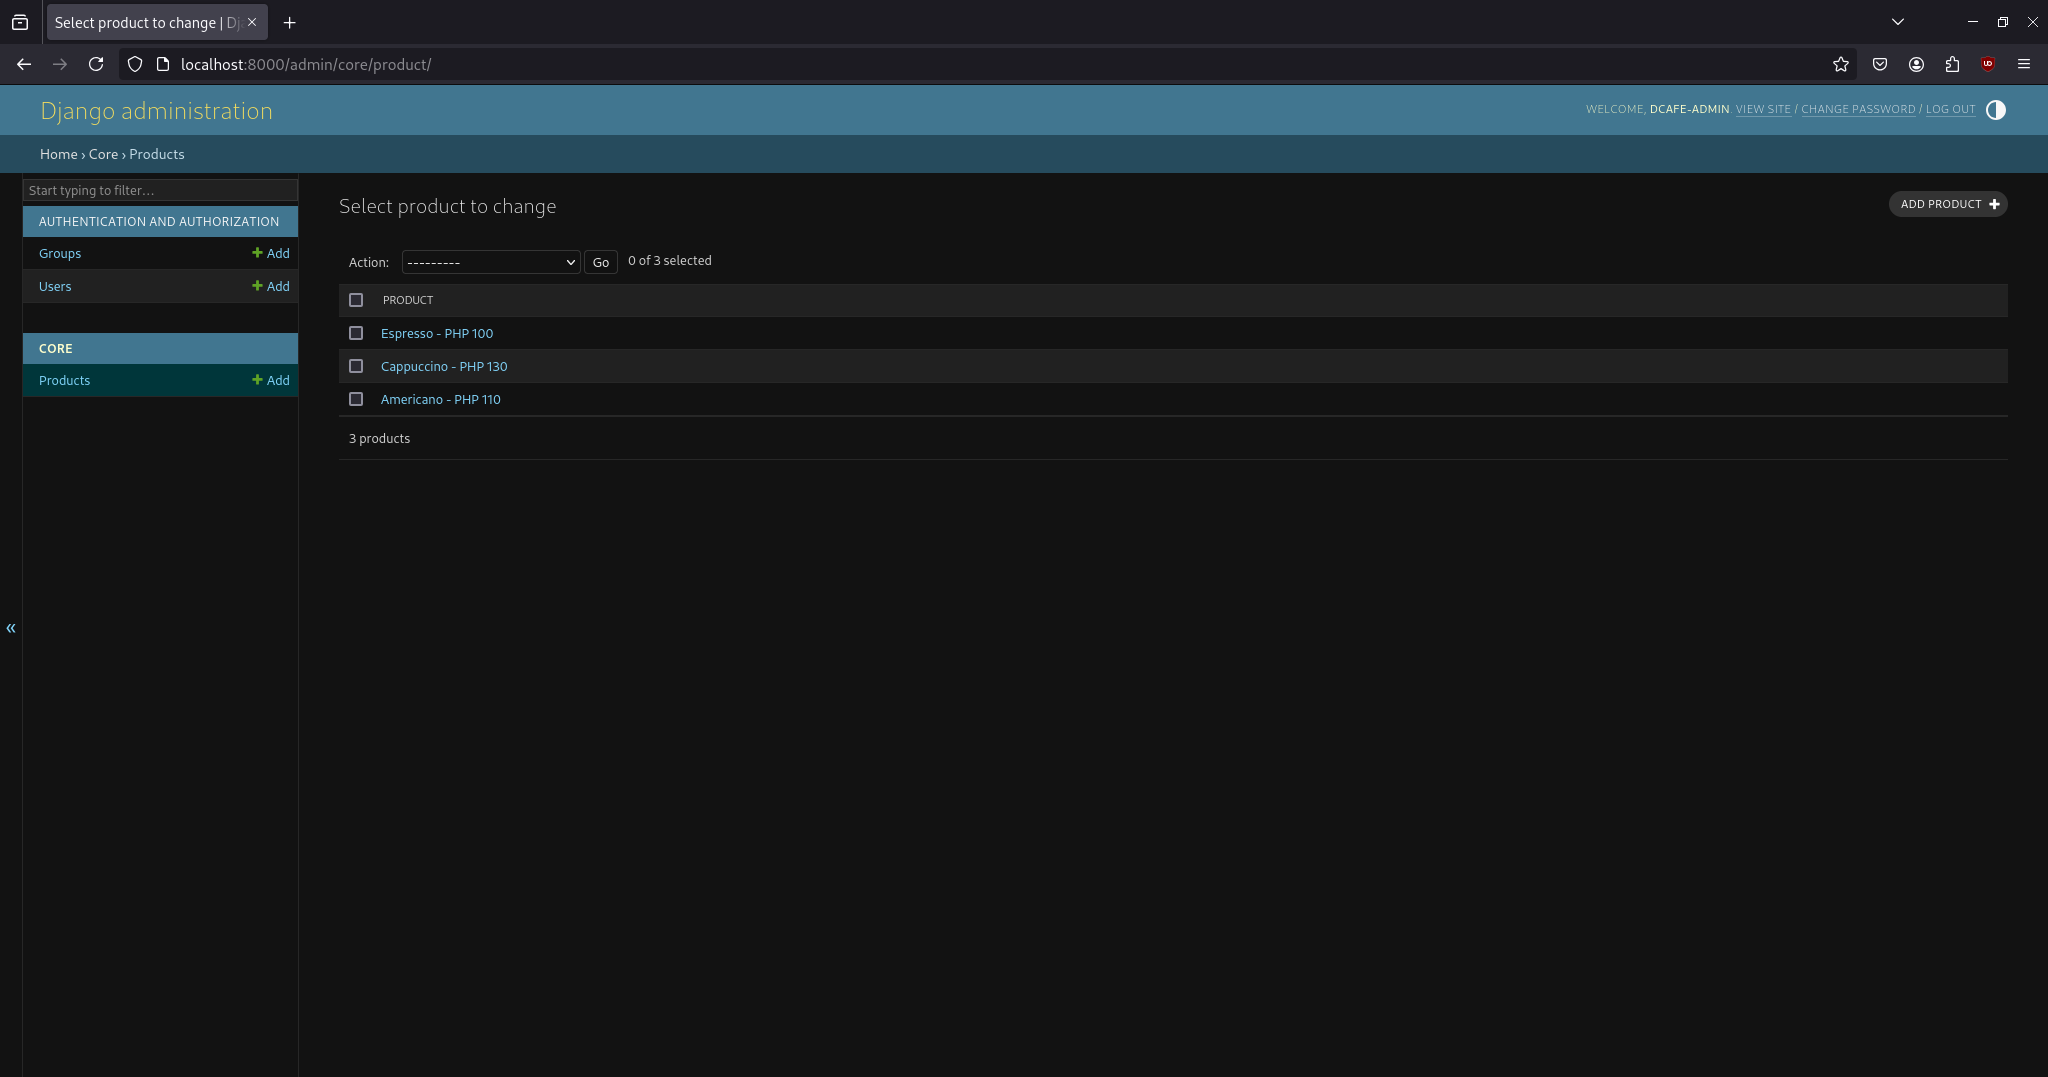 Select product to change | Dj
localhost:8000/admin/core/product/
Django administration
WELCOME, DCAFE-ADMIN. VIEW SITE / CHANGE PASSWORD / LOG OUT
Home › Core › Products
Start typing to filter...
AUTHENTICATION AND AUTHORIZATION
Groups + Add
Users + Add
CORE
Products + Add
«
Select product to change
ADD PRODUCT +
Action: --------- Go 0 of 3 selected
PRODUCT
Espresso - PHP 100
Cappuccino - PHP 130
Americano - PHP 110
3 products